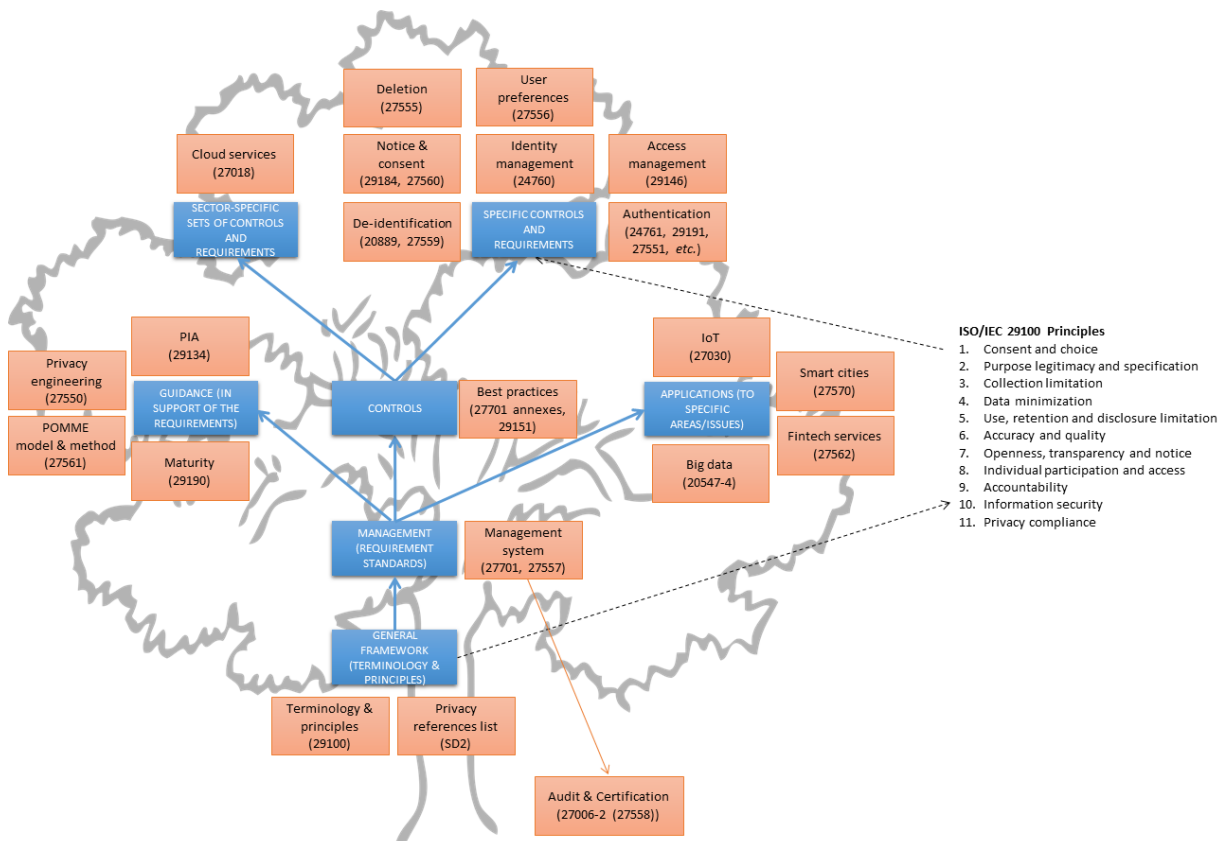 Deletion
(27555)
User
preferences
(27556)
Cloud services
(27018)
Notice &
consent
(29184, 27560)
Identity
management
(24760)
Access
management
(29146)
SECTOR-SPECIFIC
SETS OF CONTROLS
AND
REQUIREMENTS
De-identification
(20889, 27559)
SPECIFIC CONTROLS
AND
REQUIREMENTS
Authentication
(24761, 29191,
27551, etc.)
PIA
(29134)
Privacy
engineering
(27550)
GUIDANCE (IN
SUPPORT OF THE
REQUIREMENTS)
POMME
model & method
(27561)
Maturity
(29190)
CONTROLS
Best practices
(27701 annexes,
29151)
IoT
(27030)
APPLICATIONS (TO
SPECIFIC
AREAS/ISSUES)
Smart cities
(27570)
Fintech services
(27562)
Big data
(20547-4)
ISO/IEC 29100 Principles
1. Consent and choice
2. Purpose legitimacy and specification
3. Collection limitation
4. Data minimization
5. Use, retention and disclosure limitation
6. Accuracy and quality
7. Openness, transparency and notice
8. Individual participation and access
9. Accountability
10. Information security
11. Privacy compliance
MANAGEMENT
(REQUIREMENT
STANDARDS)
Management
system
(27701, 27557)
GENERAL
FRAMEWORK
(TERMINOLOGY &
PRINCIPLES)
Terminology &
principles
(29100)
Privacy
references list
(SD2)
Audit & Certification
(27006-2 (27558))